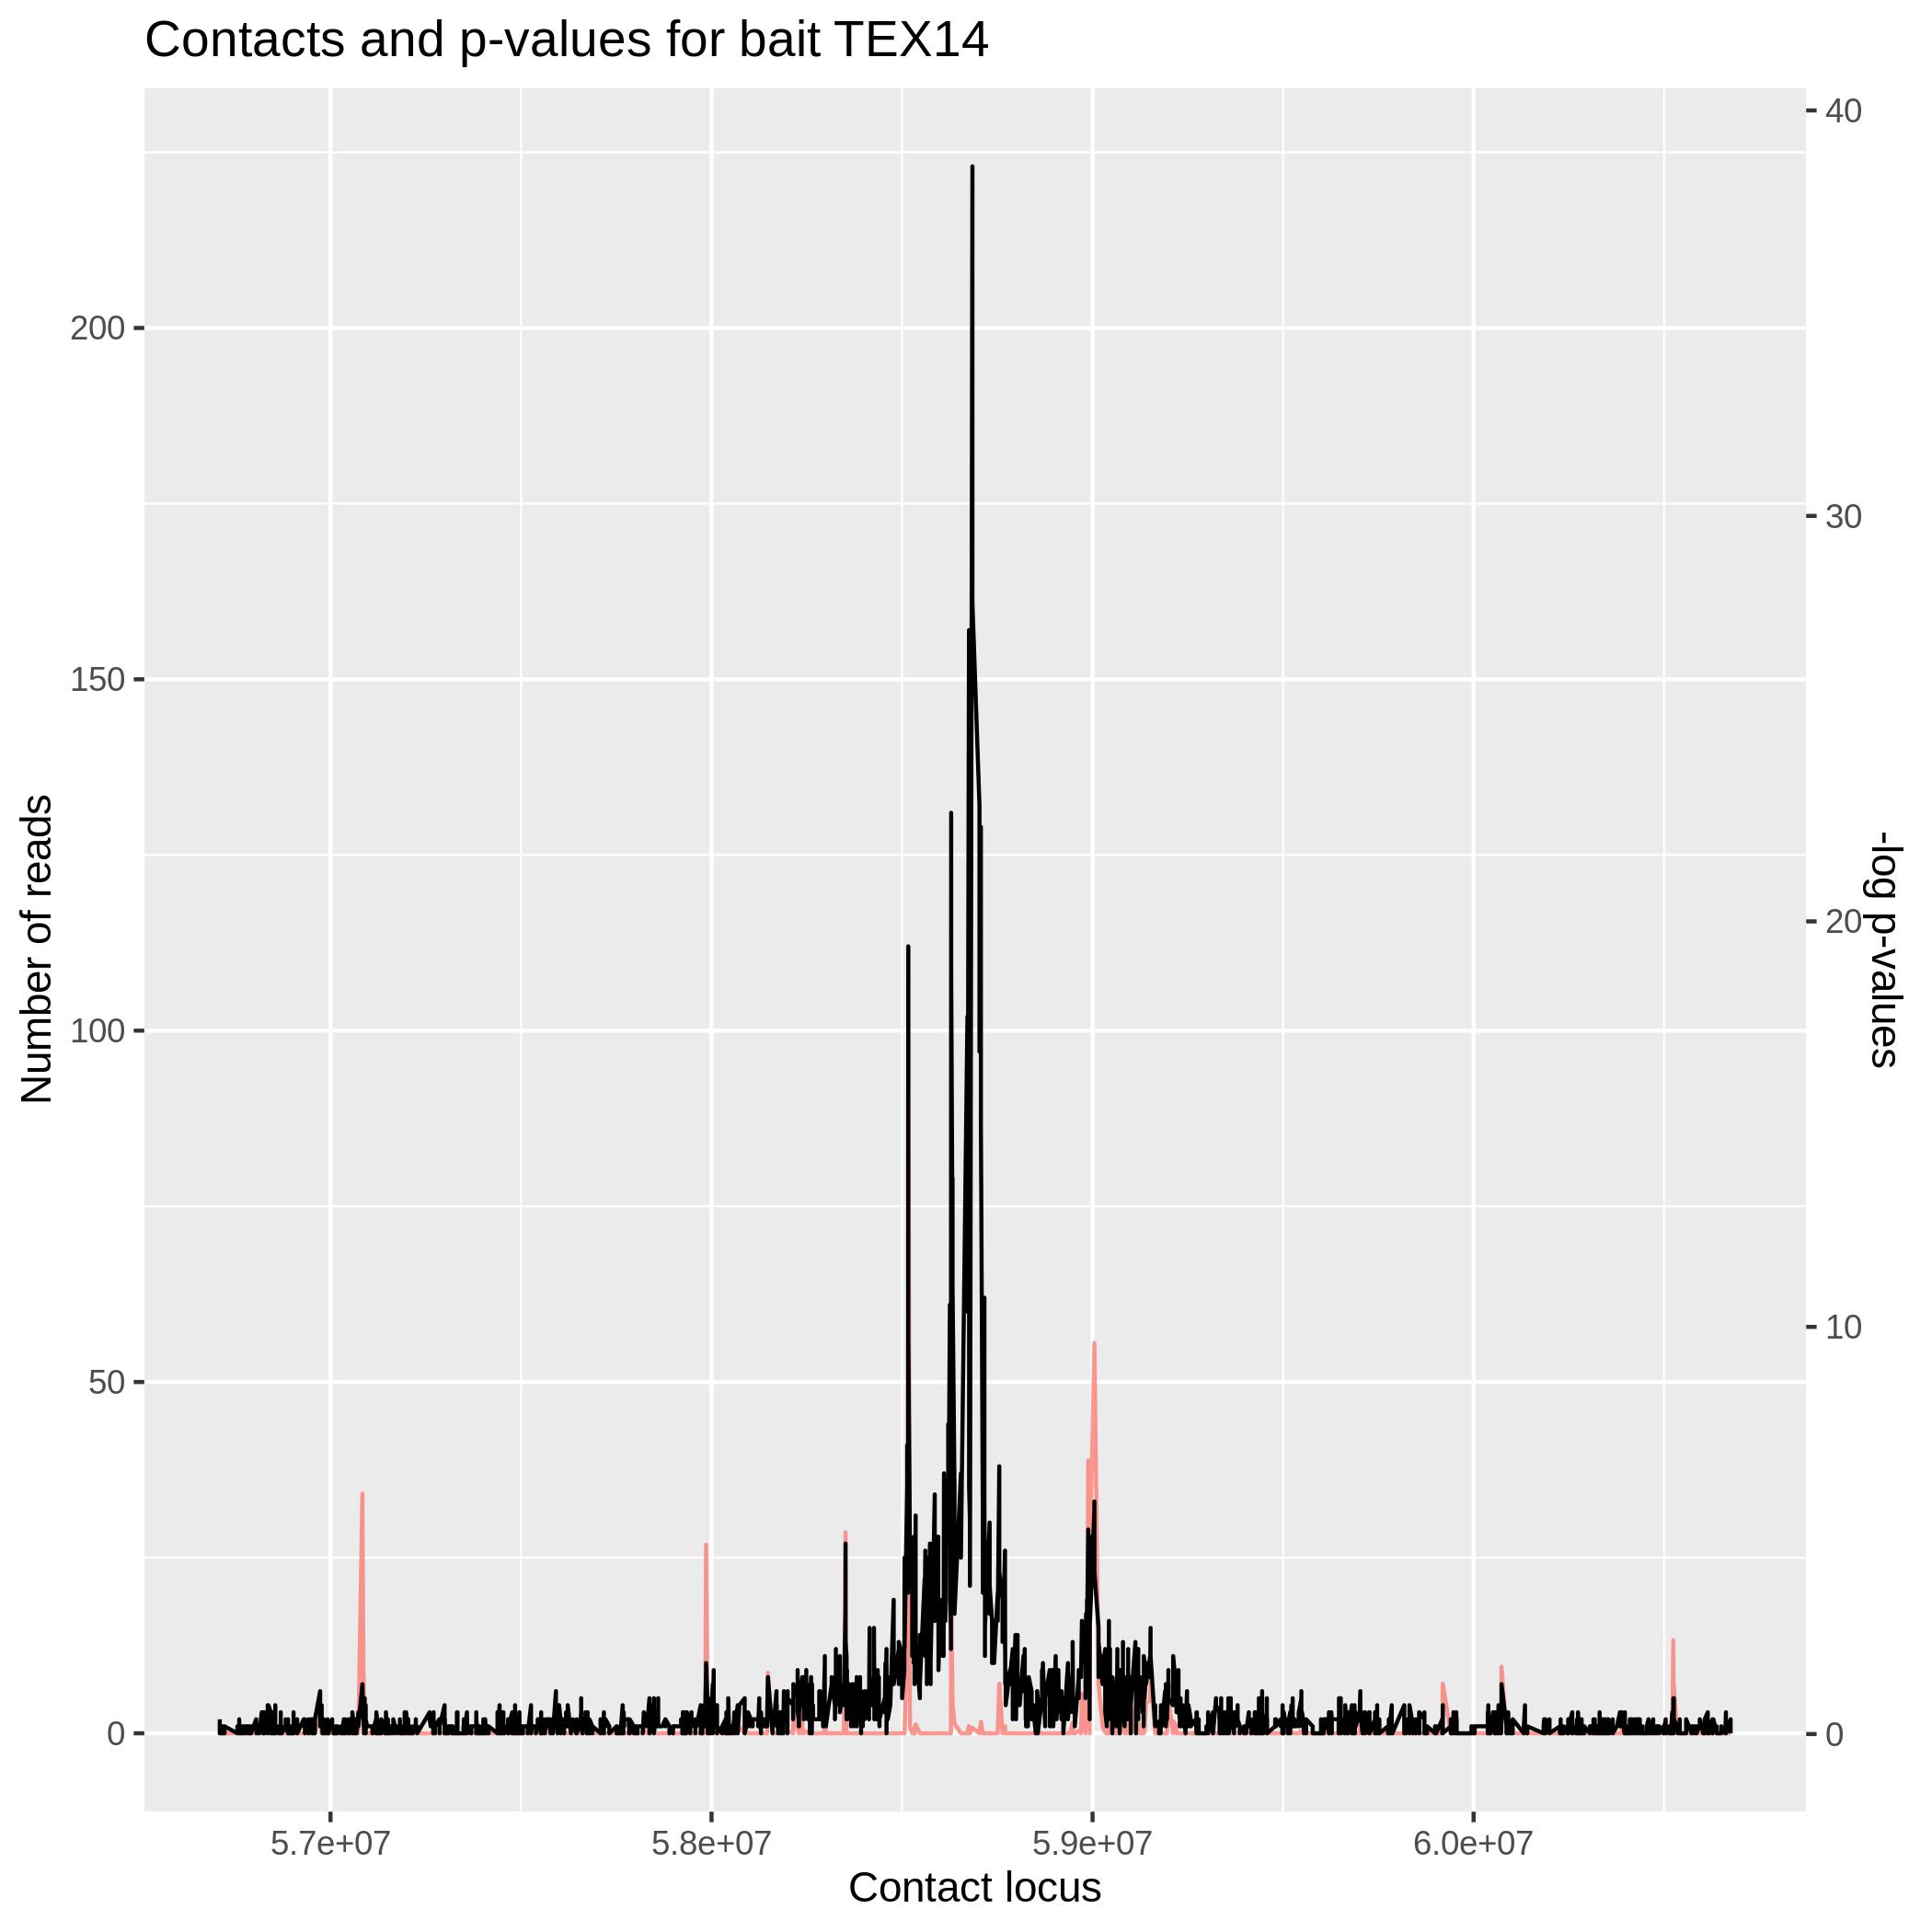 Contacts and p-values for bait TEX14
Number of reads
200
150
100
50
0
40
30
20
10
0
-log p-values
5.7e+07
5.8e+07
5.9e+07
6.0e+07
Contact locus